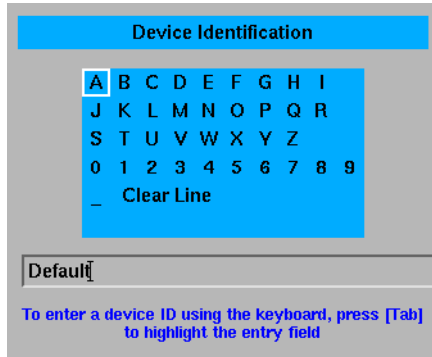 Device Identification
A B C D E F G H I
J K L M N O P Q R
S T U V W X Y Z
0 1 2 3 4 5 6 7 8 9
_ Clear Line
Default
To enter a device ID using the keyboard, press [Tab]
to highlight the entry field